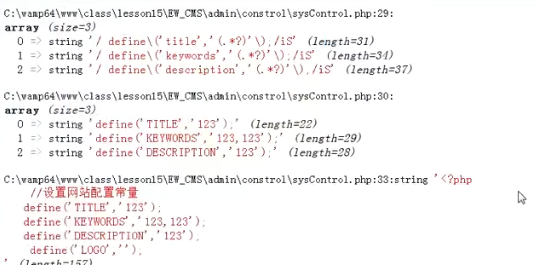 C:\wamp64\www\class\lesson15\EW_CMS\admin\constrol\sysControl.php:29:
array (size=3)
0 => string '/ define\('title','(.*?)'\);/iS' (length=31)
1 => string '/ define\('keywords','(.*?)'\);/iS' (length=34)
2 => string '/ define\('description','(.*?)'\);/iS' (length=37)
C:\wamp64\www\class\lesson15\EW_CMS\admin\constrol\sysControl.php:30:
array (size=3)
0 => string 'define('TITLE','123');' (length=22)
1 => string 'define('KEYWORDS','123,123');' (length=29)
2 => string 'define('DESCRIPTION','123');' (length=28)
C:\wamp64\www\class\lesson15\EW_CMS\admin\constrol\sysControl.php:33:string '<?php
//设置网站配置常量
define('TITLE','123');
define('KEYWORDS','123,123');
define('DESCRIPTION','123');
define('LOGO','');
' (length=157)